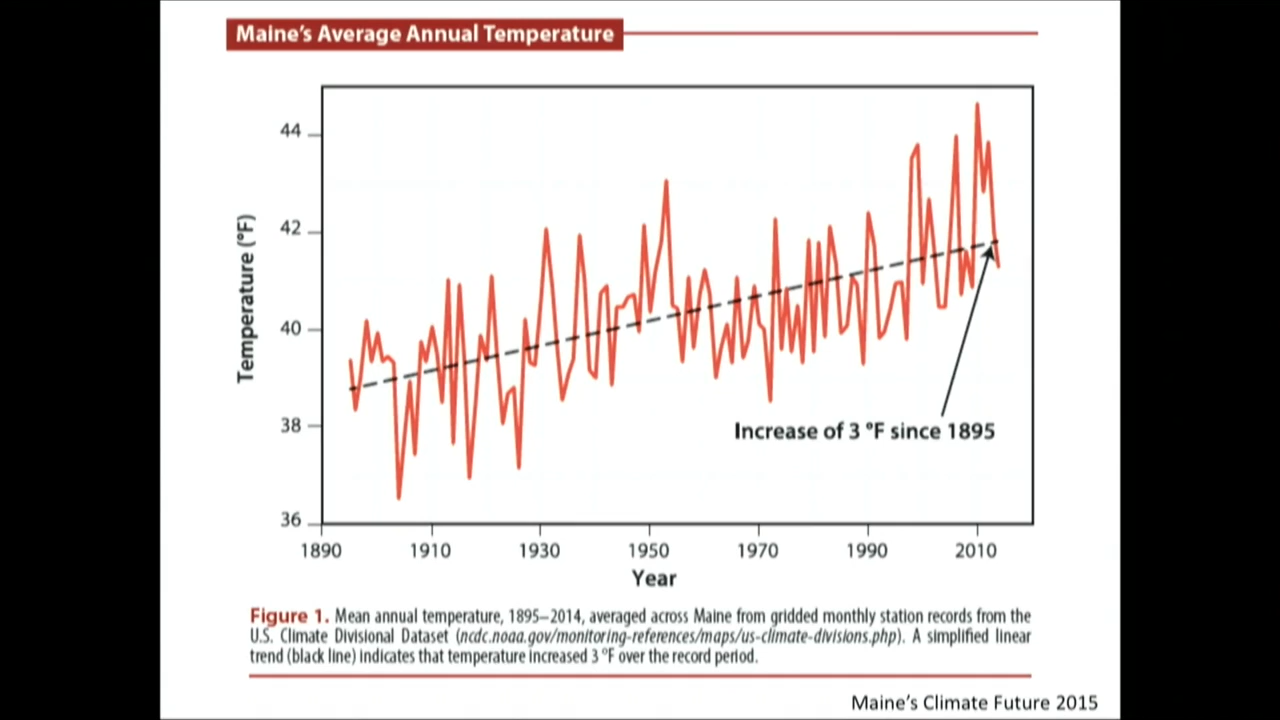 Maine's Average Annual Temperature
44
42
40
38
36
Temperature (°F)
1890 1910 1930 1950 1970 1990 2010
Year
Increase of 3 °F since 1895
Figure 1. Mean annual temperature, 1895–2014, averaged across Maine from gridded monthly station records from the
U.S. Climate Divisional Dataset (ncdc.noaa.gov/monitoring-references/maps/us-climate-divisions.php). A simplified linear
trend (black line) indicates that temperature increased 3 °F over the record period.
Maine's Climate Future 2015